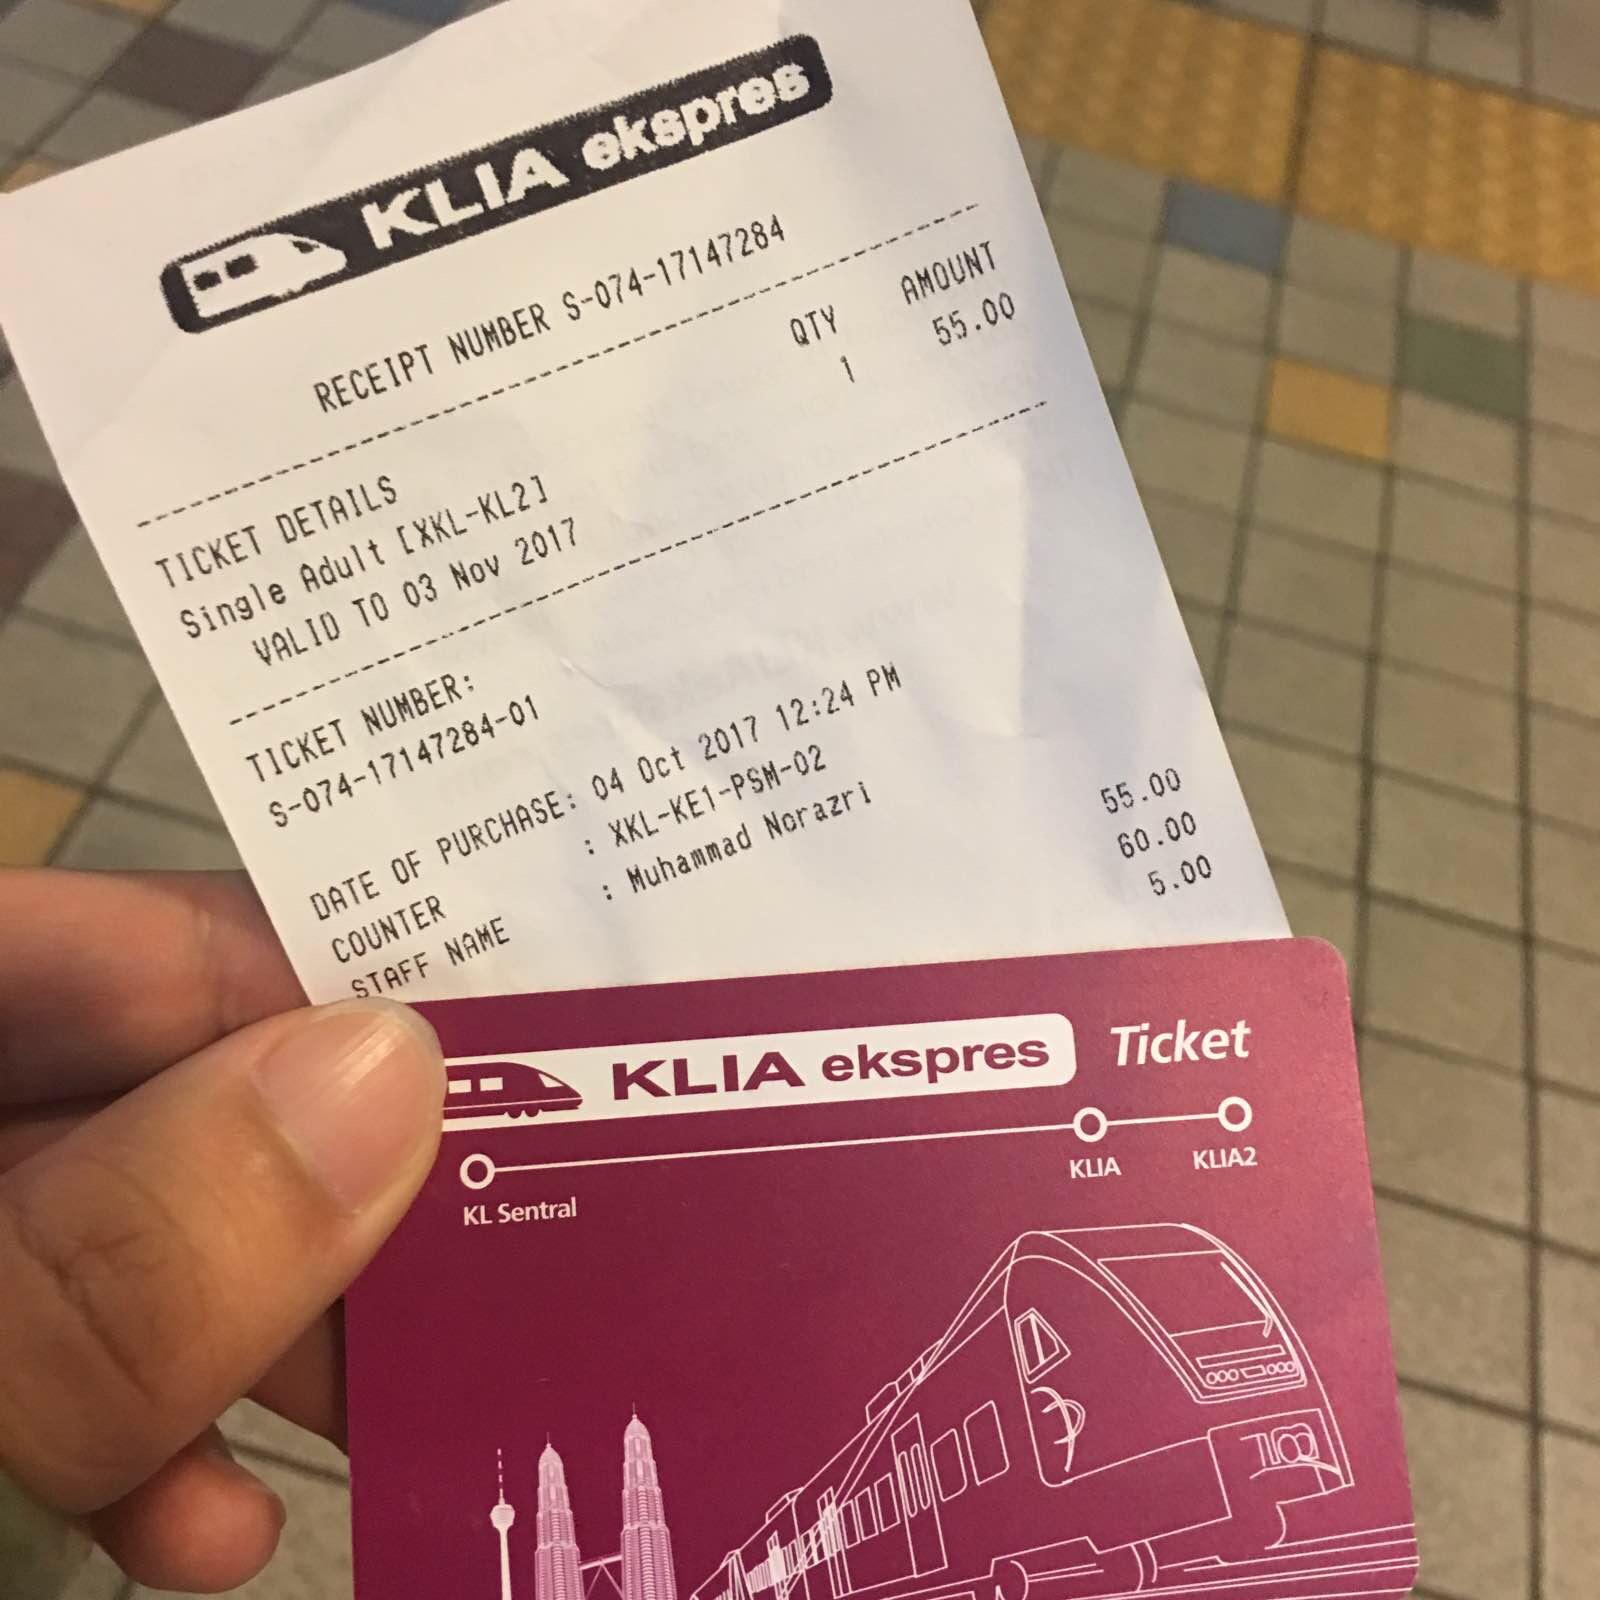 KLIA ekspres
RECEIPT NUMBER S-074-17147284
QTY AMOUNT
1 55.00
TICKET DETAILS
Single Adult [XKL-KL2]
VALID TO 03 Nov 2017
TICKET NUMBER:
S-074-17147284-01
DATE OF PURCHASE: 04 Oct 2017 12:24 PM
COUNTER : XKL-KE1-PSM-02
STAFF NAME : Muhammad Norazri
55.00
60.00
5.00
KLIA ekspres Ticket
KL Sentral KLIA KLIA2